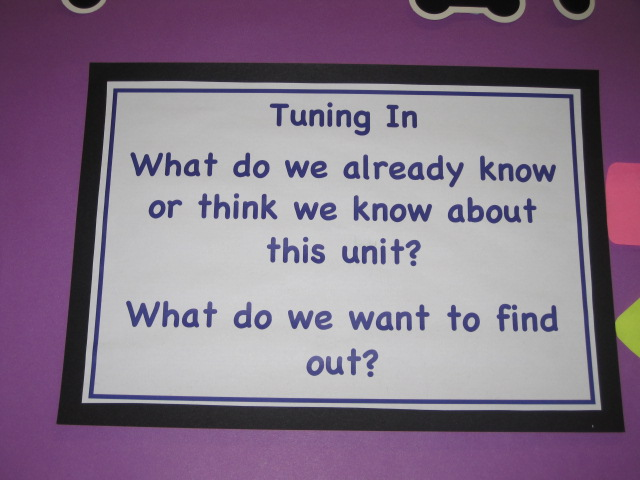 Tuning In
What do we already know
or think we know about
this unit?
What do we want to find
out?